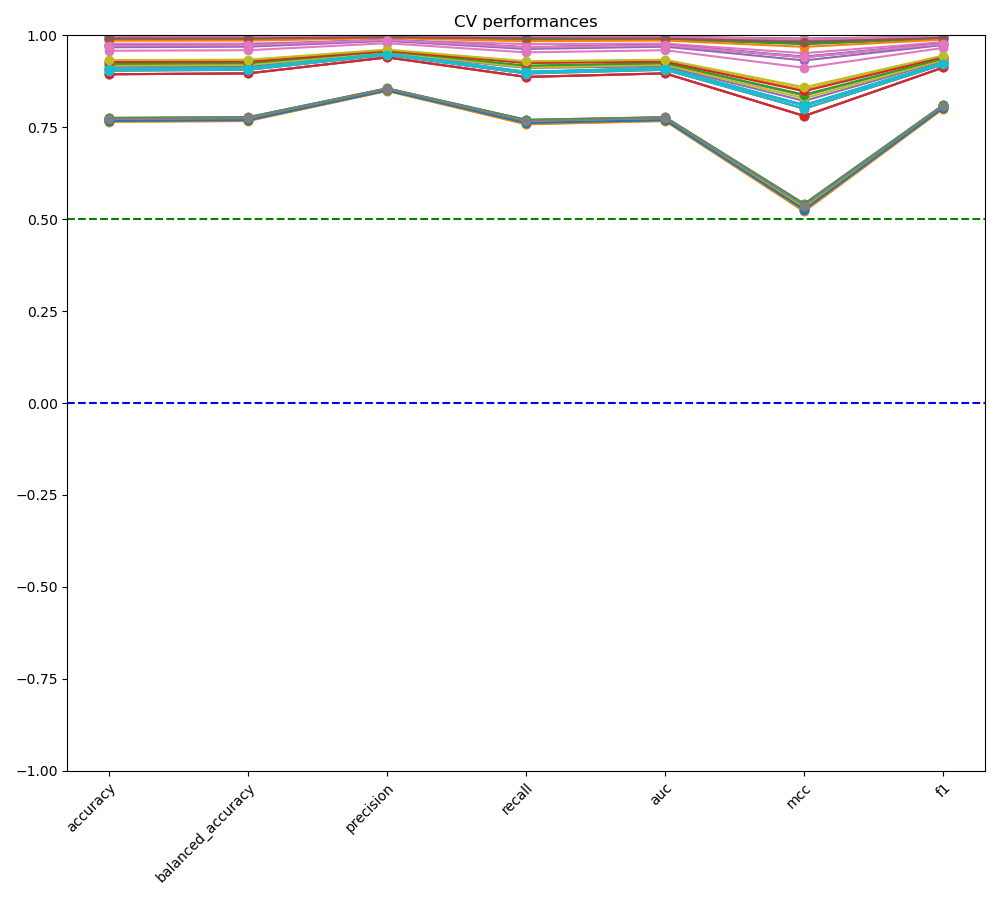 CV performances
1.00
0.75
0.50
0.25
0.00
−0.25
−0.50
−0.75
−1.00
accuracy
balanced_accuracy
precision
recall
auc
mcc
f1